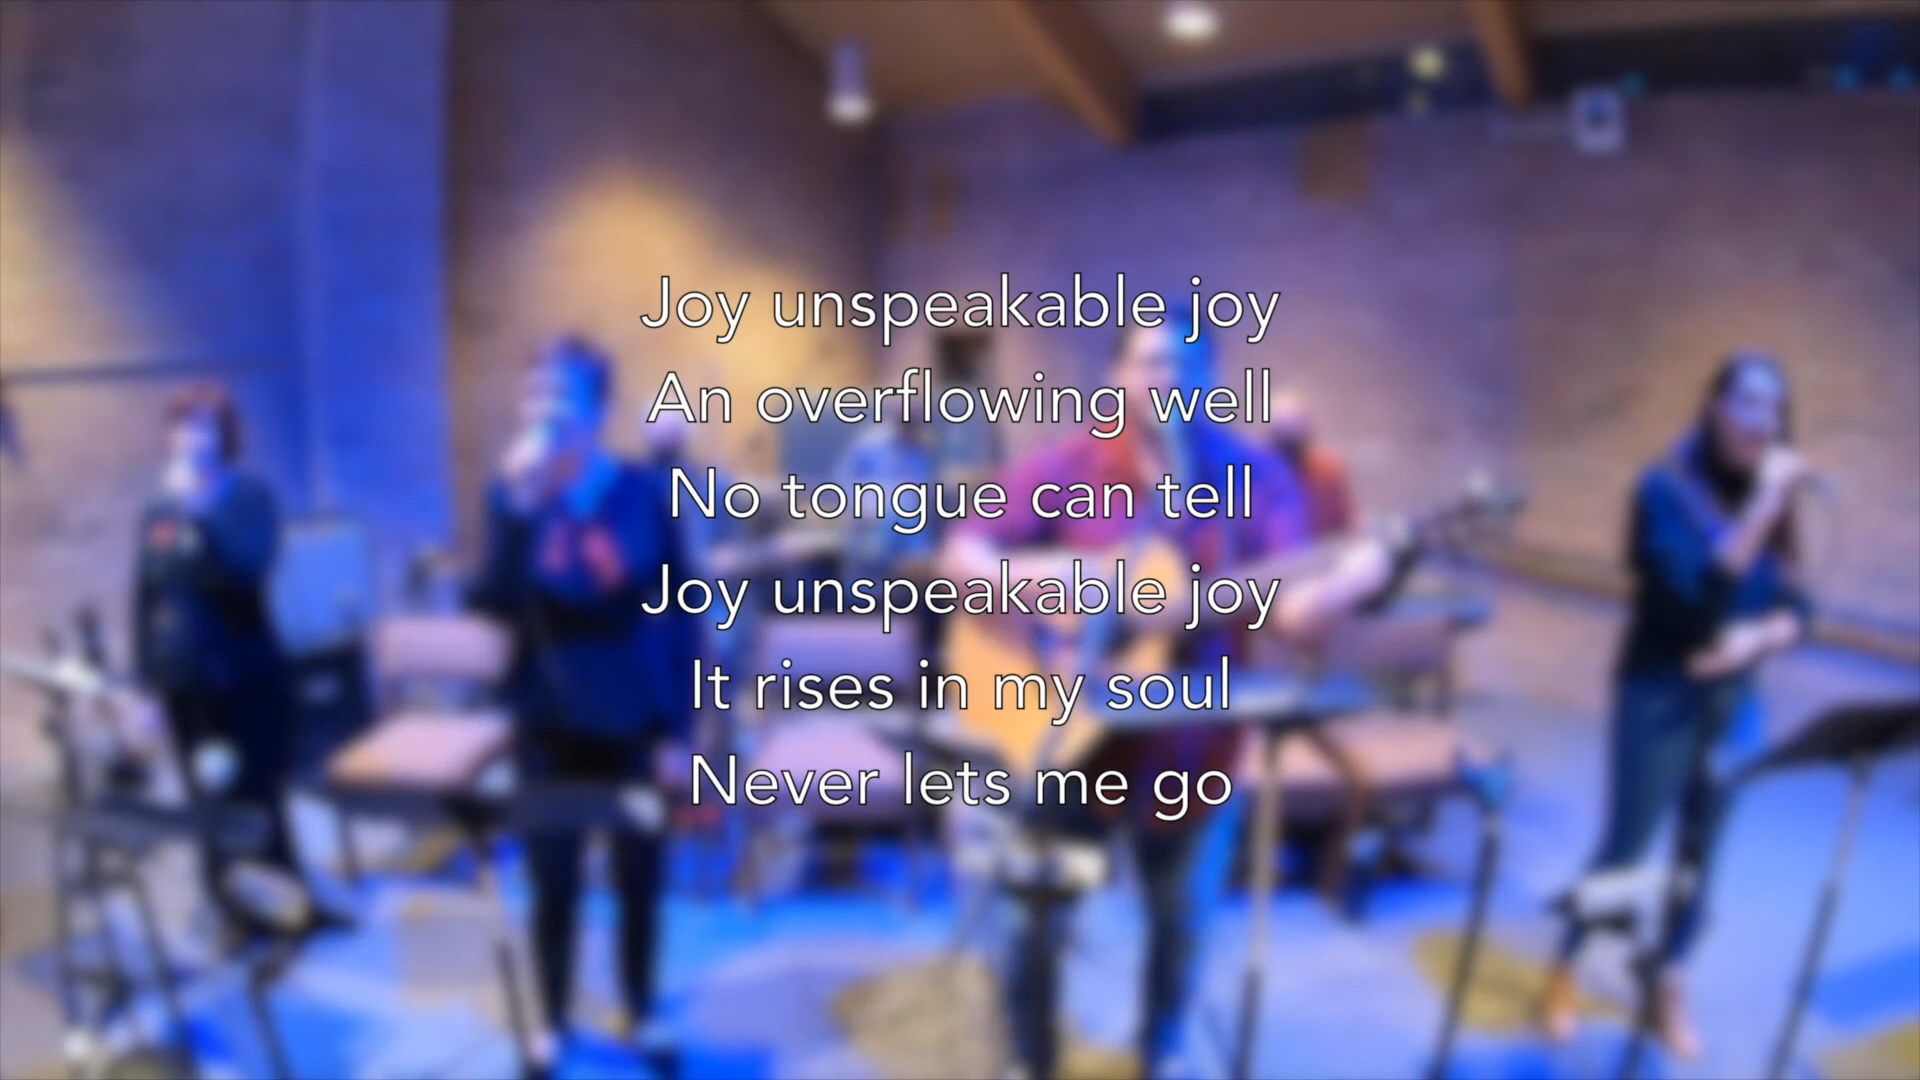 Joy unspeakable joy
An overflowing well
No tongue can tell
Joy unspeakable joy
It rises in my soul
Never lets me go